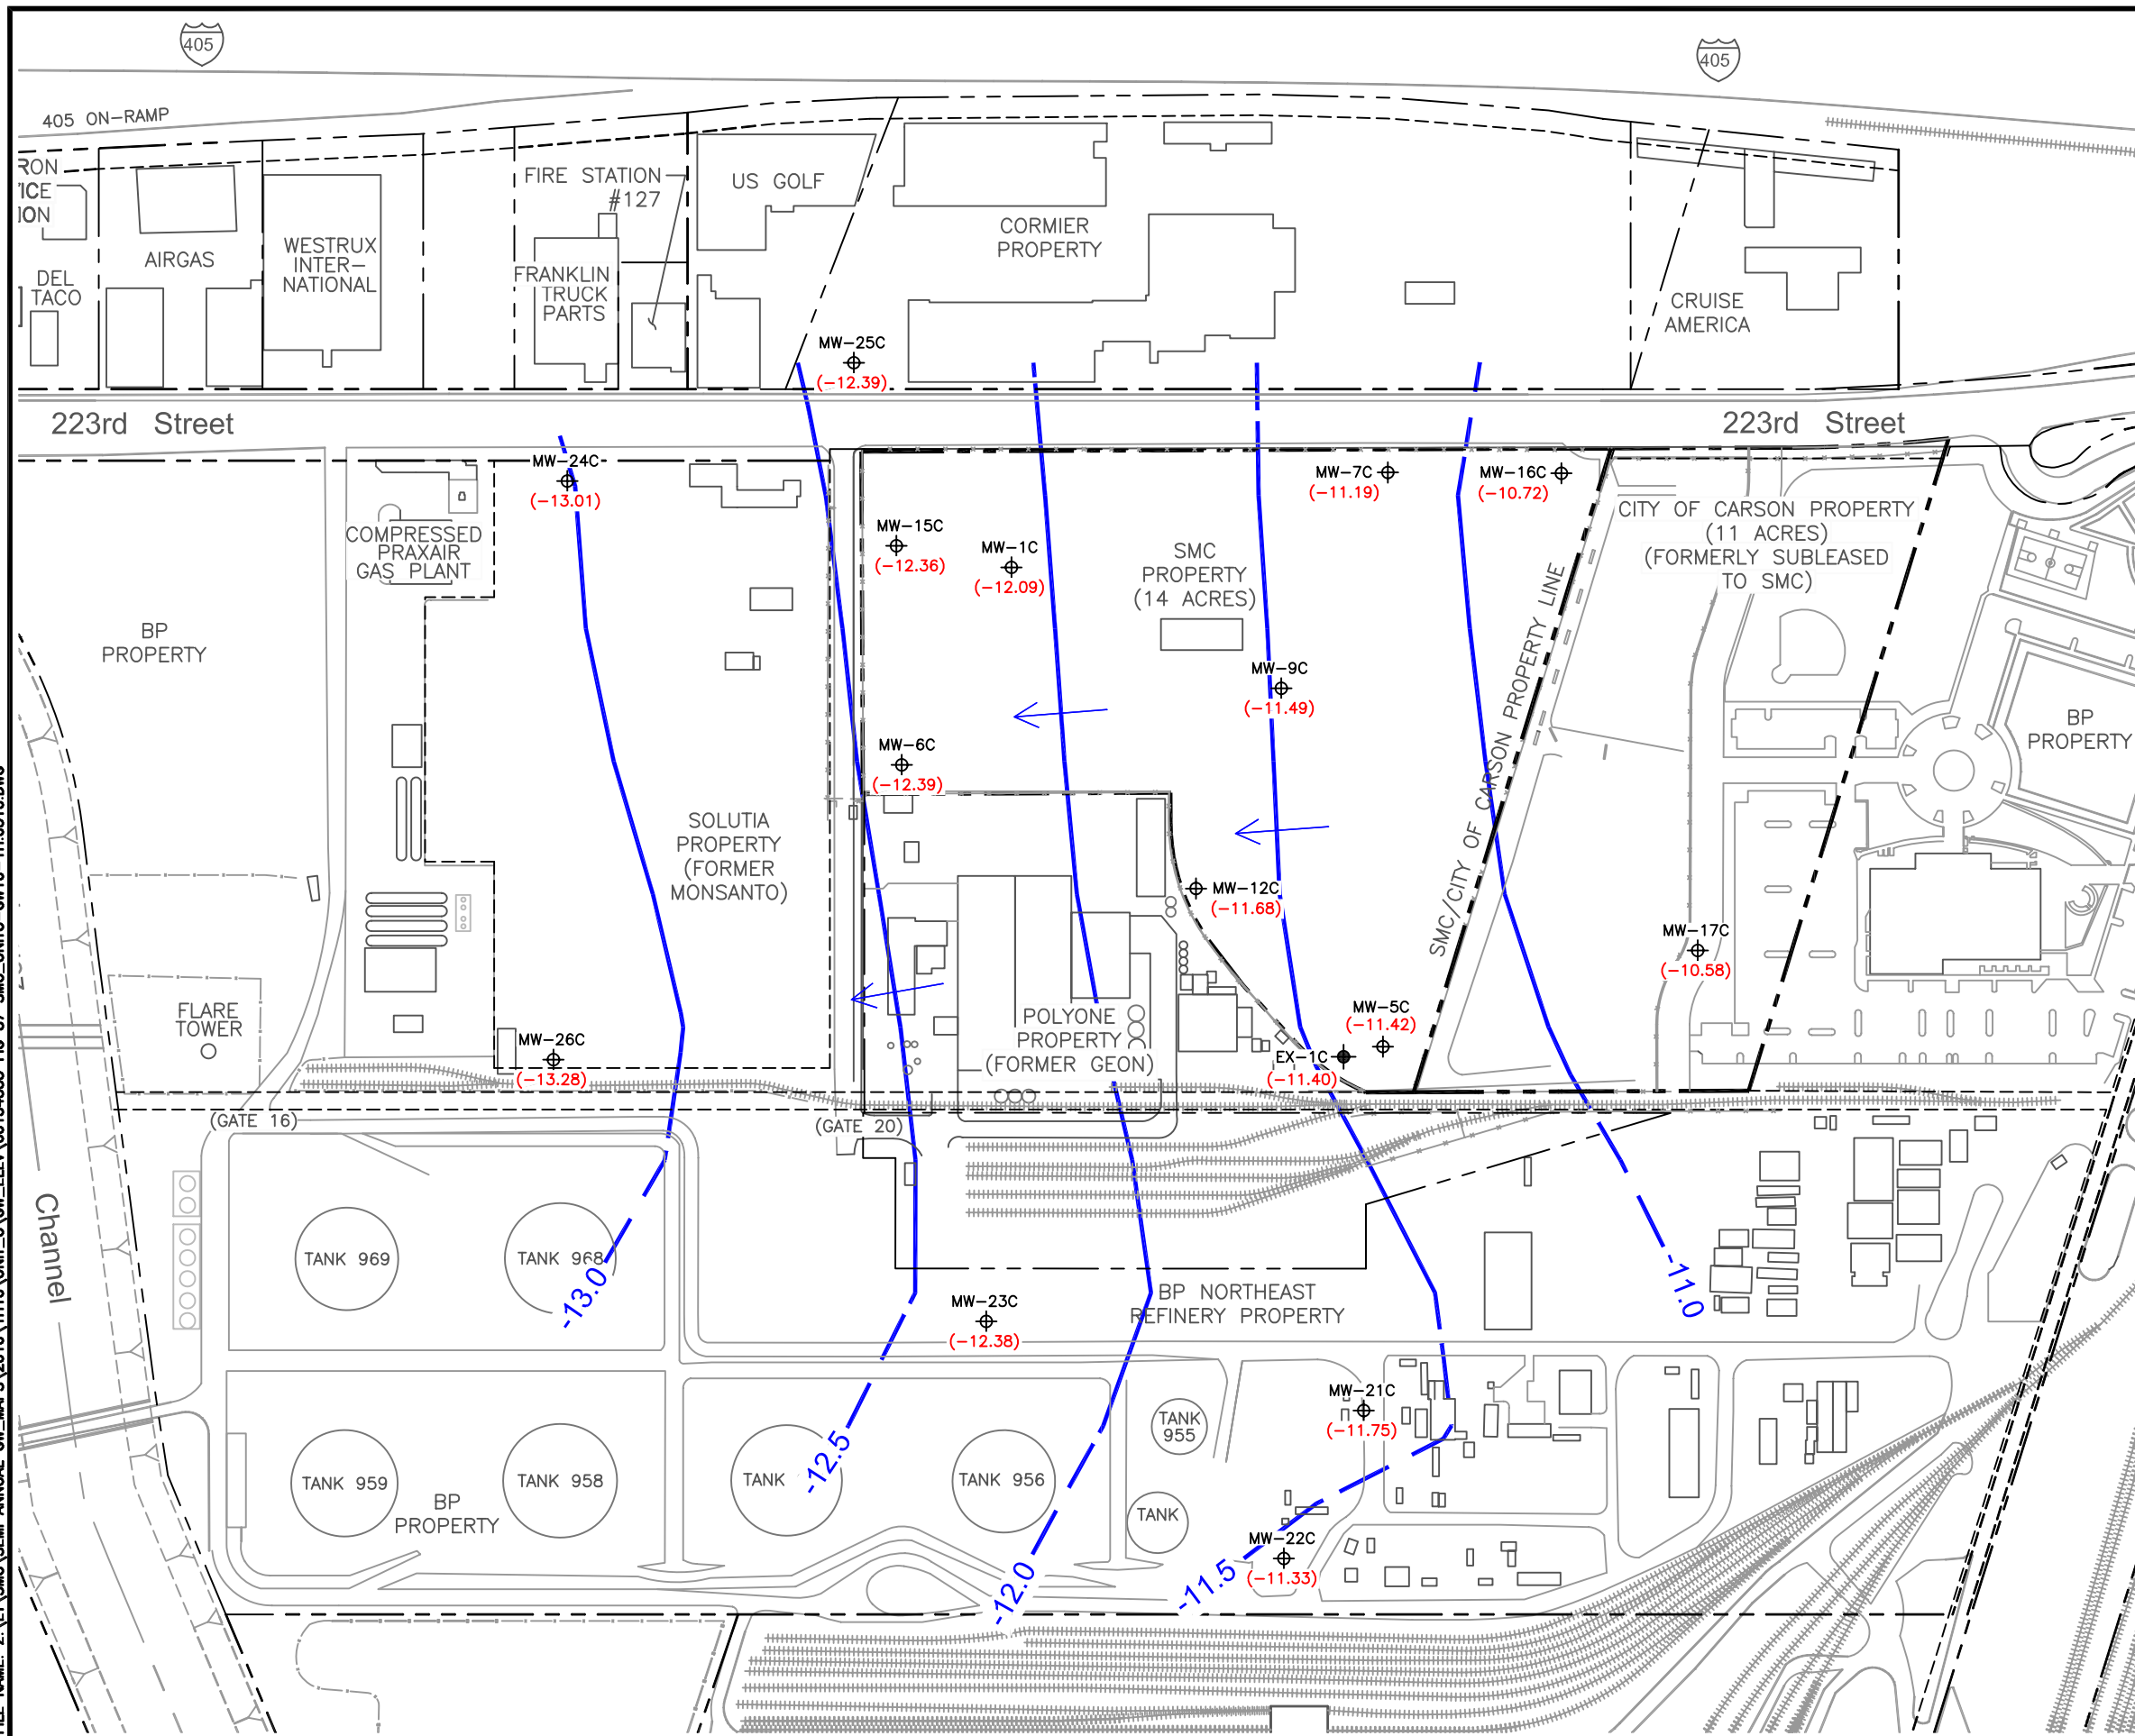 405
405
405 ON-RAMP
RON
ICE
ION
FIRE STATION
#127
US GOLF
CORMIER
PROPERTY
WESTRUX
INTER-
NATIONAL
AIRGAS
DEL
TACO
FRANKLIN
TRUCK
PARTS
CRUISE
AMERICA
MW-25C
(-12.39)
223rd Street
223rd Street
MW-24C
(-13.01)
MW-7C
(-11.19)
MW-16C
(-10.72)
COMPRESSED
PRAXAIR
GAS PLANT
MW-15C
(-12.36)
MW-1C
(-12.09)
SMC
PROPERTY
(14 ACRES)
CITY OF CARSON PROPERTY
(11 ACRES)
(FORMERLY SUBLEASED
TO SMC)
BP
PROPERTY
MW-9C
(-11.49)
SMC/CITY OF CARSON PROPERTY LINE
BP
PROPERTY
MW-6C
(-12.39)
SOLUTIA
PROPERTY
(FORMER
MONSANTO)
MW-12C
(-11.68)
MW-17C
(-10.58)
FLARE
TOWER
MW-26C
(-13.28)
POLYONE
PROPERTY
(FORMER GEON)
MW-5C
(-11.42)
EX-1C
(-11.40)
(GATE 16)
(GATE 20)
Channel
TANK 969
TANK 968
-13.0
MW-23C
(-12.38)
BP NORTHEAST
REFINERY PROPERTY
-11.0
MW-21C
(-11.75)
TANK
955
TANK 959
TANK 958
TANK
-12.5
TANK 956
TANK
BP
PROPERTY
MW-22C
(-11.33)
-12.0
-11.5